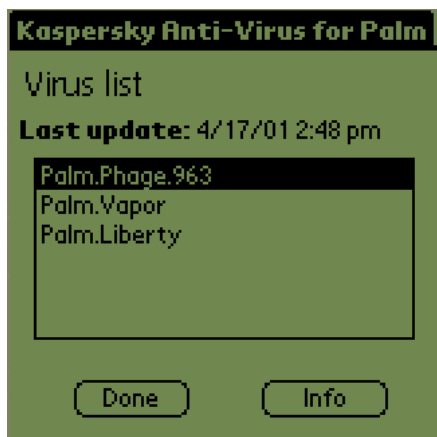 Kaspersky Anti-Virus for Palm
Virus list
Last update: 4/17/01 2:48 pm
Palm.Phage.963
Palm.Vapor
Palm.Liberty
Done Info